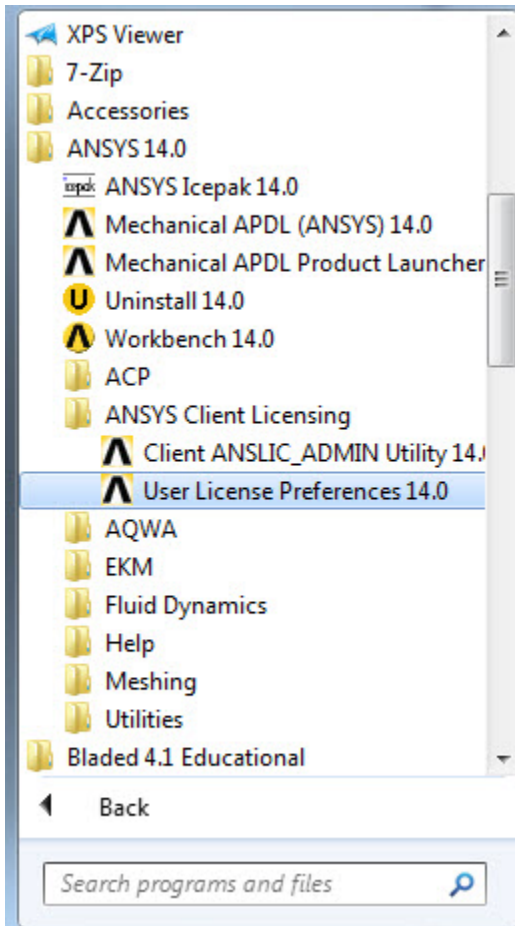 XPS Viewer
7-Zip
Accessories
ANSYS 14.0
ANSYS Icepak 14.0
Mechanical APDL (ANSYS) 14.0
Mechanical APDL Product Launcher
U Uninstall 14.0
Workbench 14.0
ACP
ANSYS Client Licensing
Client ANSLIC_ADMIN Utility 14.
User License Preferences 14.0
AQWA
EKM
Fluid Dynamics
Help
Meshing
Utilities
Bladed 4.1 Educational
Back
Search programs and files